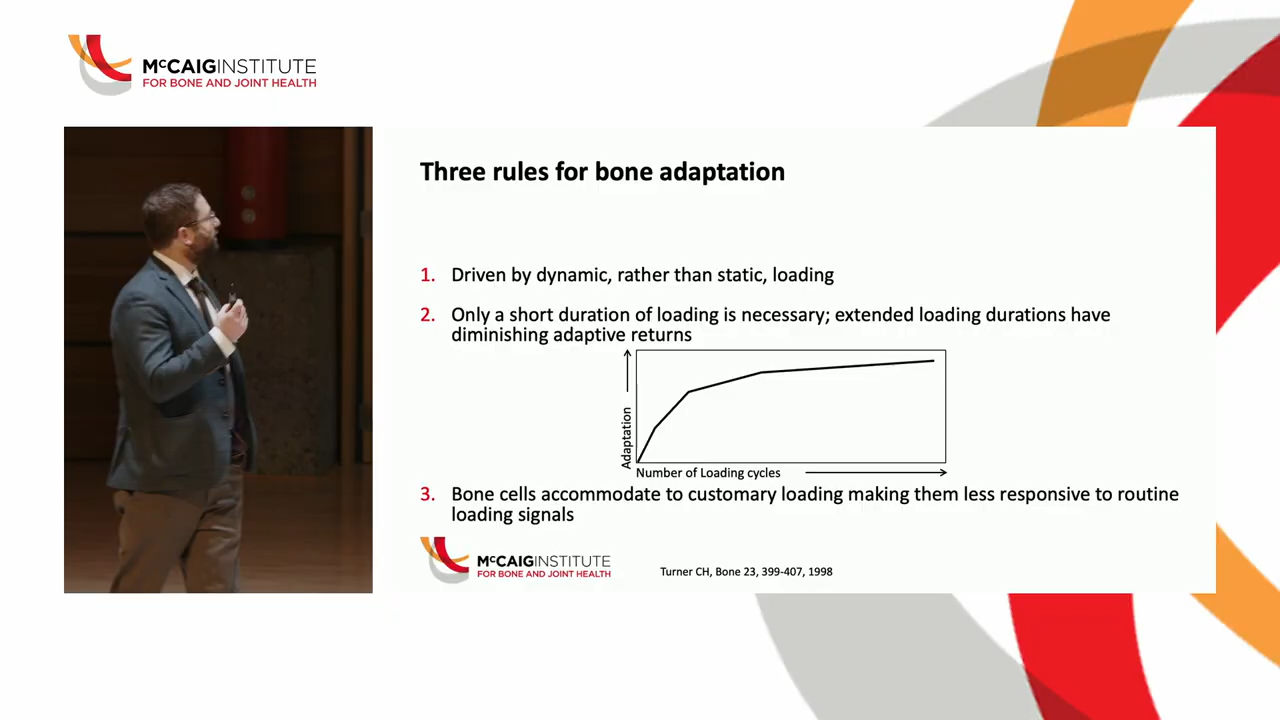 McCAIG INSTITUTE
FOR BONE AND JOINT HEALTH
Three rules for bone adaptation
1. Driven by dynamic, rather than static, loading
2. Only a short duration of loading is necessary; extended loading durations have
diminishing adaptive returns
Adaptation
Number of Loading cycles
3. Bone cells accommodate to customary loading making them less responsive to routine
loading signals
McCAIG INSTITUTE
FOR BONE AND JOINT HEALTH
Turner CH, Bone 23, 399-407, 1998